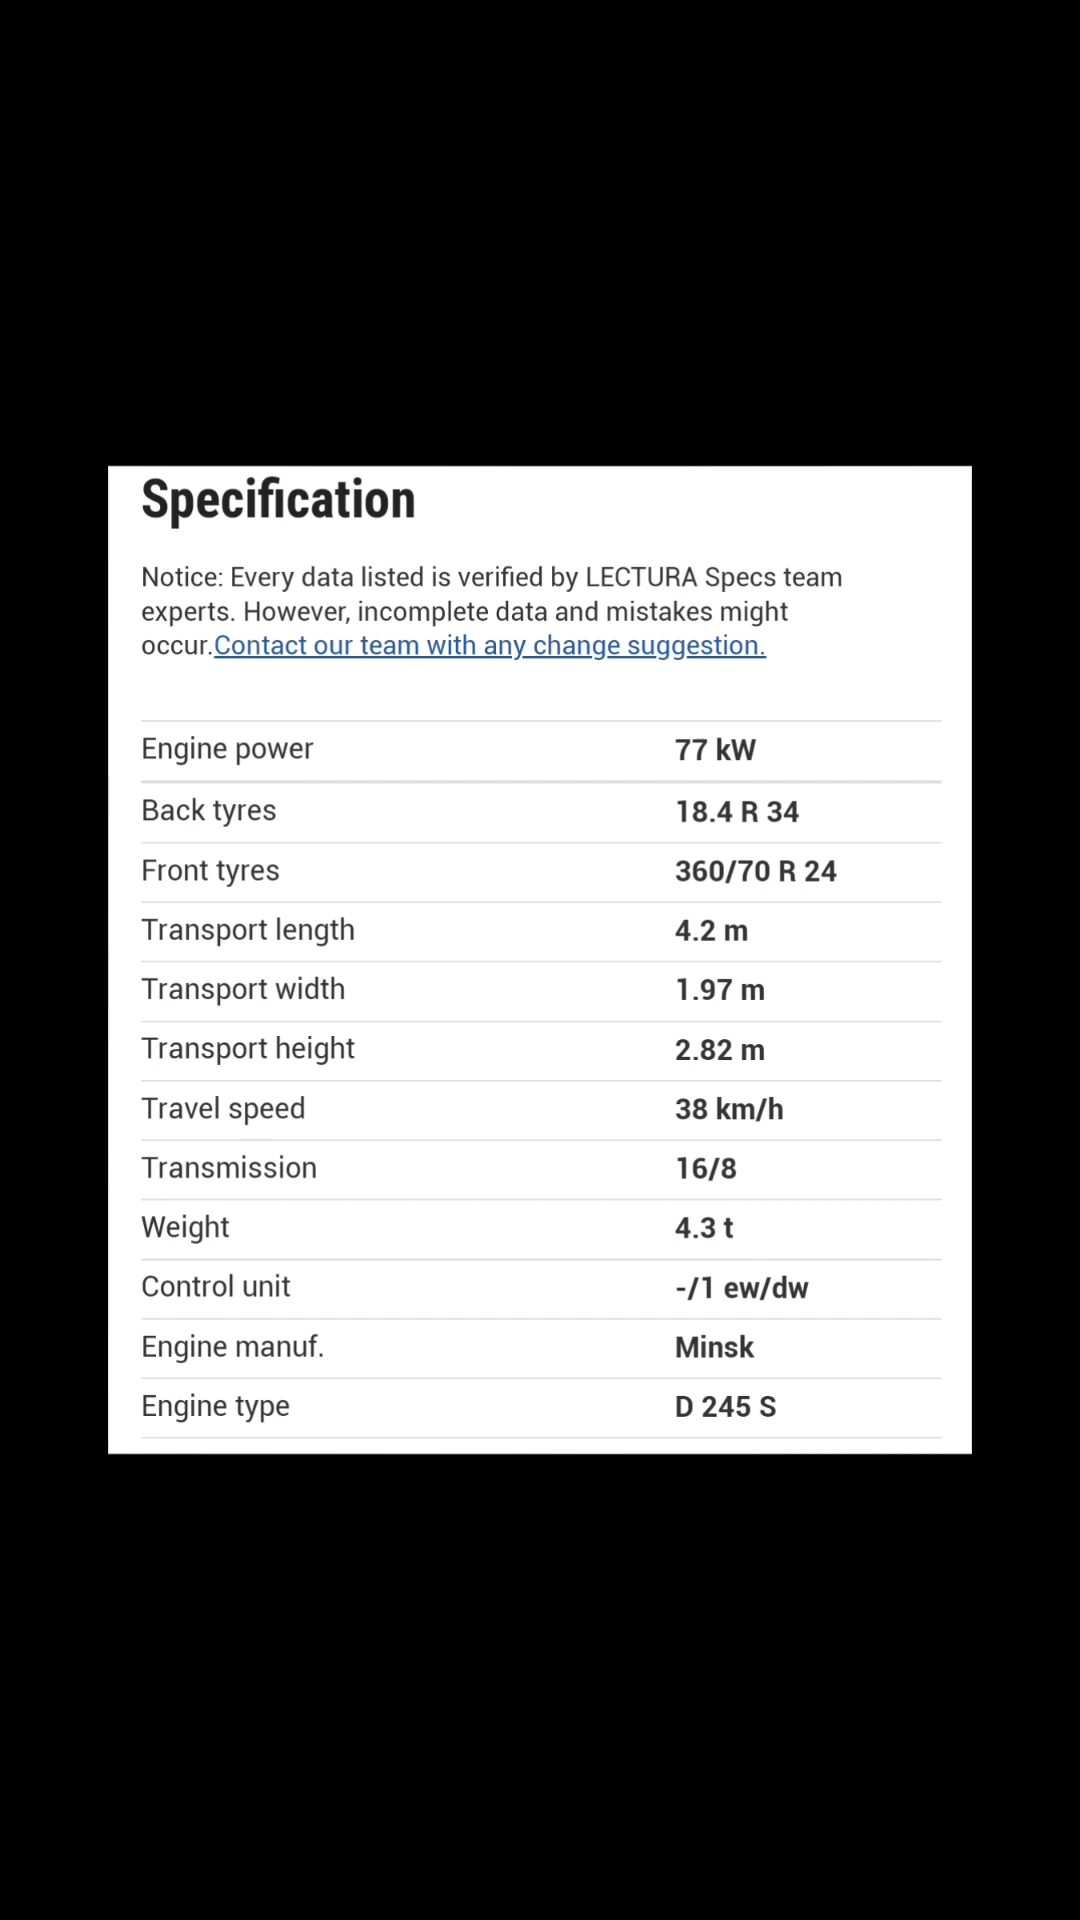 Specification
Notice: Every data listed is verified by LECTURA Specs team
experts. However, incomplete data and mistakes might
occur.Contact our team with any change suggestion.
Engine power 77 kW
Back tyres 18.4 R 34
Front tyres 360/70 R 24
Transport length 4.2 m
Transport width 1.97 m
Transport height 2.82 m
Travel speed 38 km/h
Transmission 16/8
Weight 4.3 t
Control unit -/1 ew/dw
Engine manuf. Minsk
Engine type D 245 S